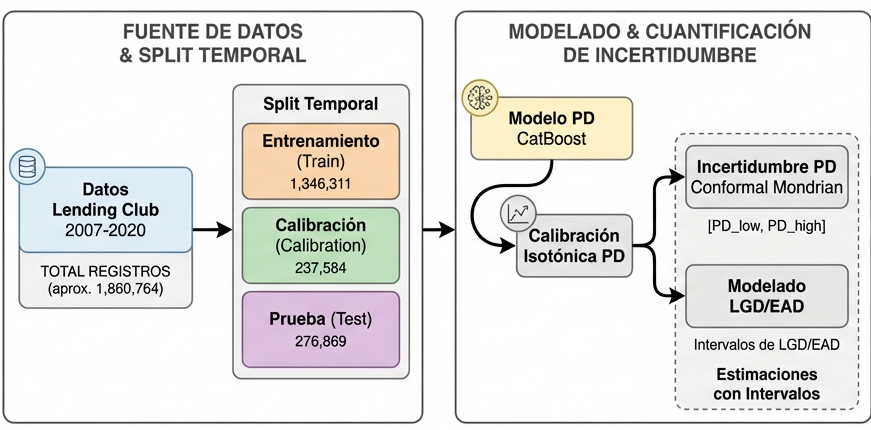 FUENTE DE DATOS
& SPLIT TEMPORAL
Datos
Lending Club
2007-2020
TOTAL REGISTROS
(aprox. 1,860,764)
Split Temporal
Entrenamiento
(Train)
1,346,311
Calibración
(Calibration)
237,584
Prueba (Test)
276,869
MODELADO & CUANTIFICACIÓN
DE INCERTIDUMBRE
Modelo PD
CatBoost
Calibración
Isotónica PD
Incertidumbre PD
Conformal Mondrian
[PD_low, PD_high]
Modelado
LGD/EAD
Intervalos de LGD/EAD
Estimaciones
con Intervalos